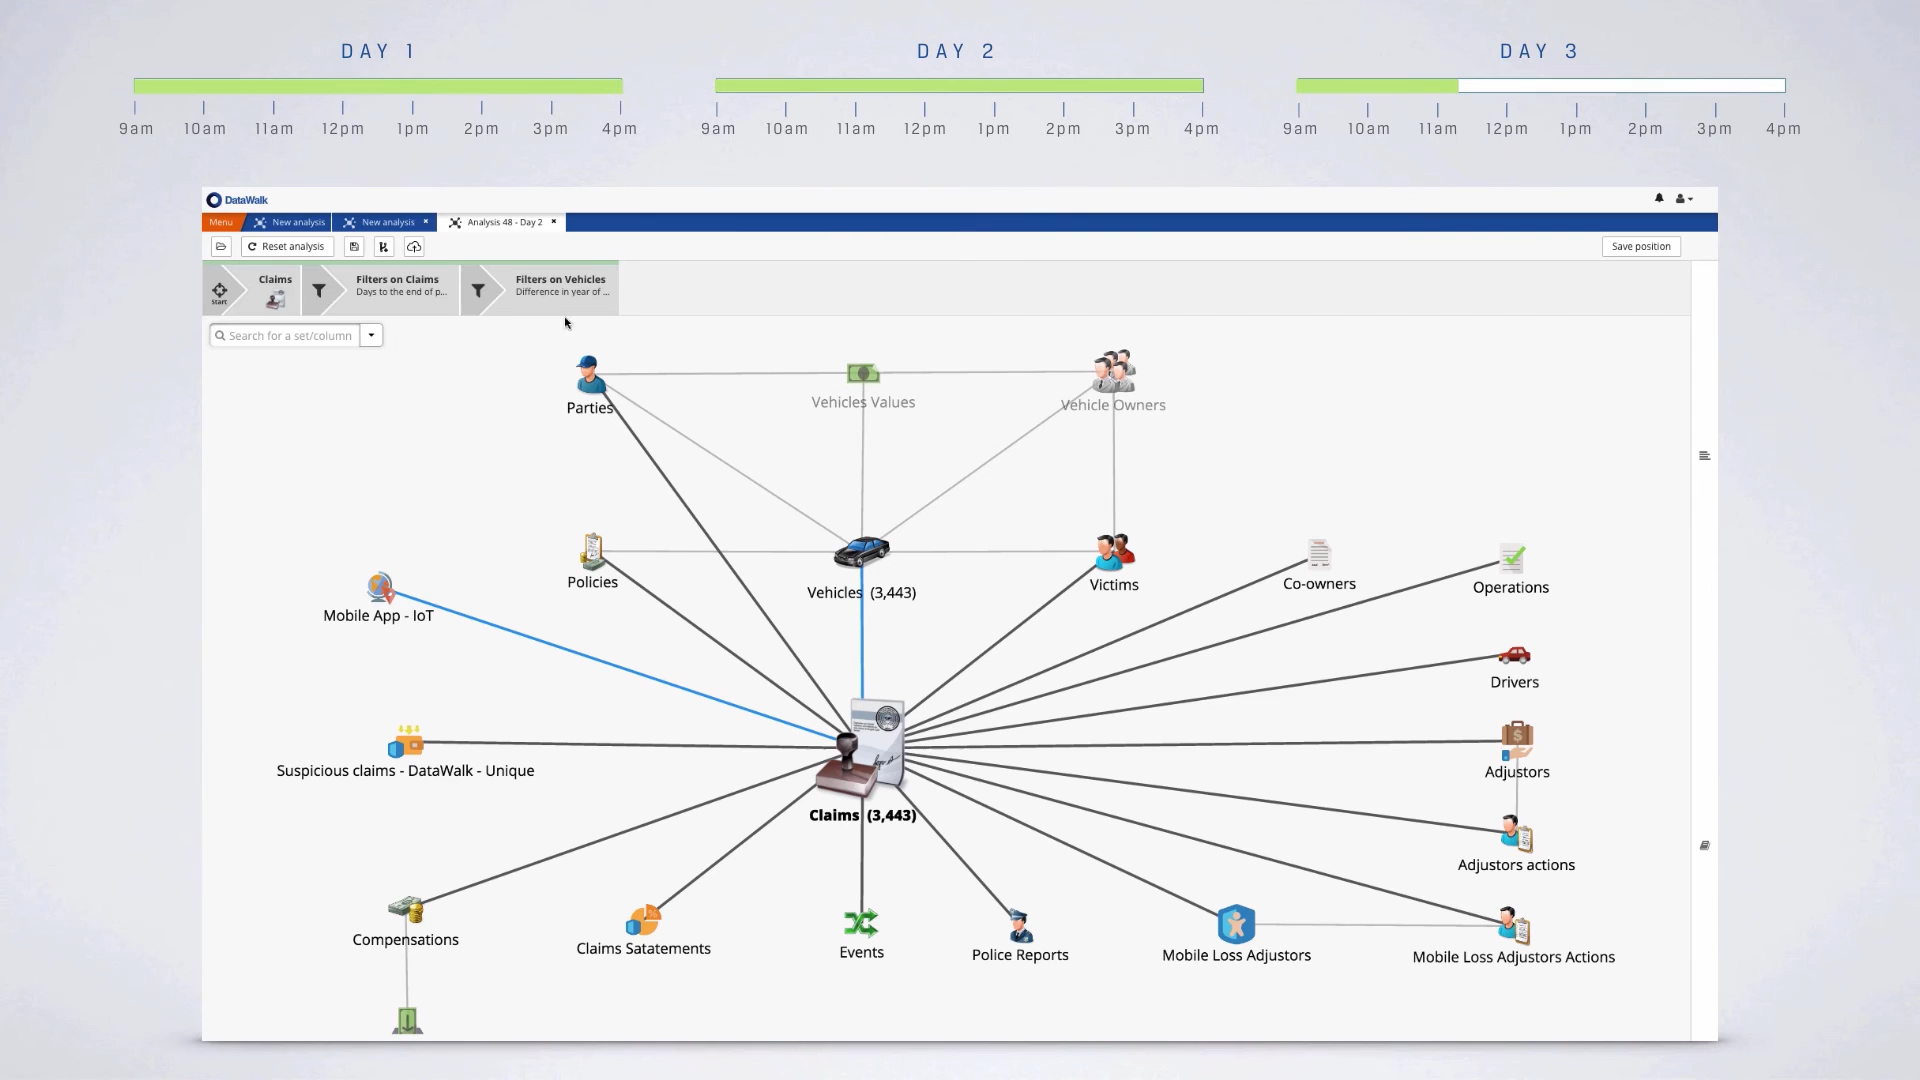 DAY 1
DAY 2
DAY 3
9am 10am 11am 12pm 1pm 2pm 3pm 4pm
9am 10am 11am 12pm 1pm 2pm 3pm 4pm
9am 10am 11am 12pm 1pm 2pm 3pm 4pm
DataWalk
Menu
New analysis
New analysis
Analysis 48 - Day 2
Reset analysis
Save position
Start
Claims
Filters on Claims
Days to the end of p...
Filters on Vehicles
Difference in year of ...
Search for a set/column
Parties
Vehicles Values
Vehicle Owners
Policies
Vehicles (3,443)
Victims
Co-owners
Operations
Mobile App - IoT
Drivers
Suspicious claims - DataWalk - Unique
Adjustors
Claims (3,443)
Adjustors actions
Compensations
Claims Satatements
Events
Police Reports
Mobile Loss Adjustors
Mobile Loss Adjustors Actions